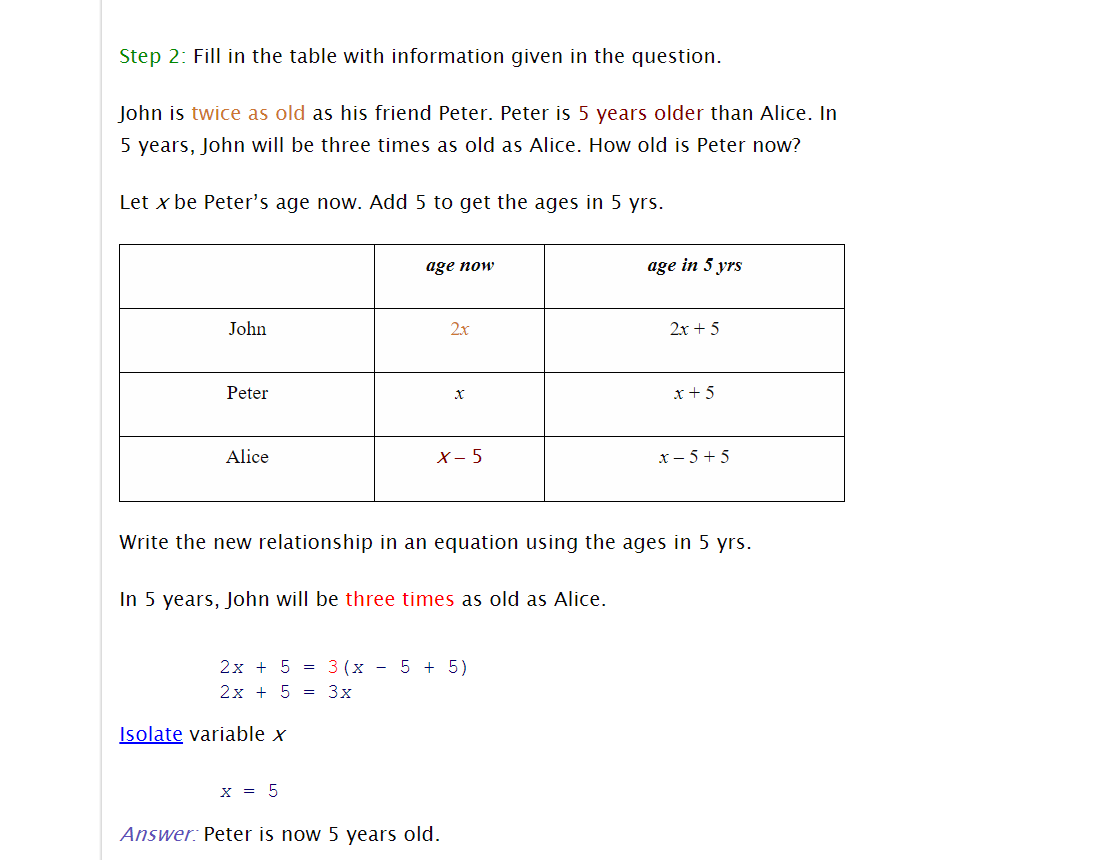 Step 2: Fill in the table with information given in the question.
John is twice as old as his friend Peter. Peter is 5 years older than Alice. In
5 years, John will be three times as old as Alice. How old is Peter now?
Let x be Peter’s age now. Add 5 to get the ages in 5 yrs.
age now age in 5 yrs
John 2x 2x + 5
Peter x x + 5
Alice x – 5 x – 5 + 5
Write the new relationship in an equation using the ages in 5 yrs.
In 5 years, John will be three times as old as Alice.
2x + 5 = 3(x – 5 + 5)
2x + 5 = 3x
Isolate variable x
x = 5
Answer: Peter is now 5 years old.